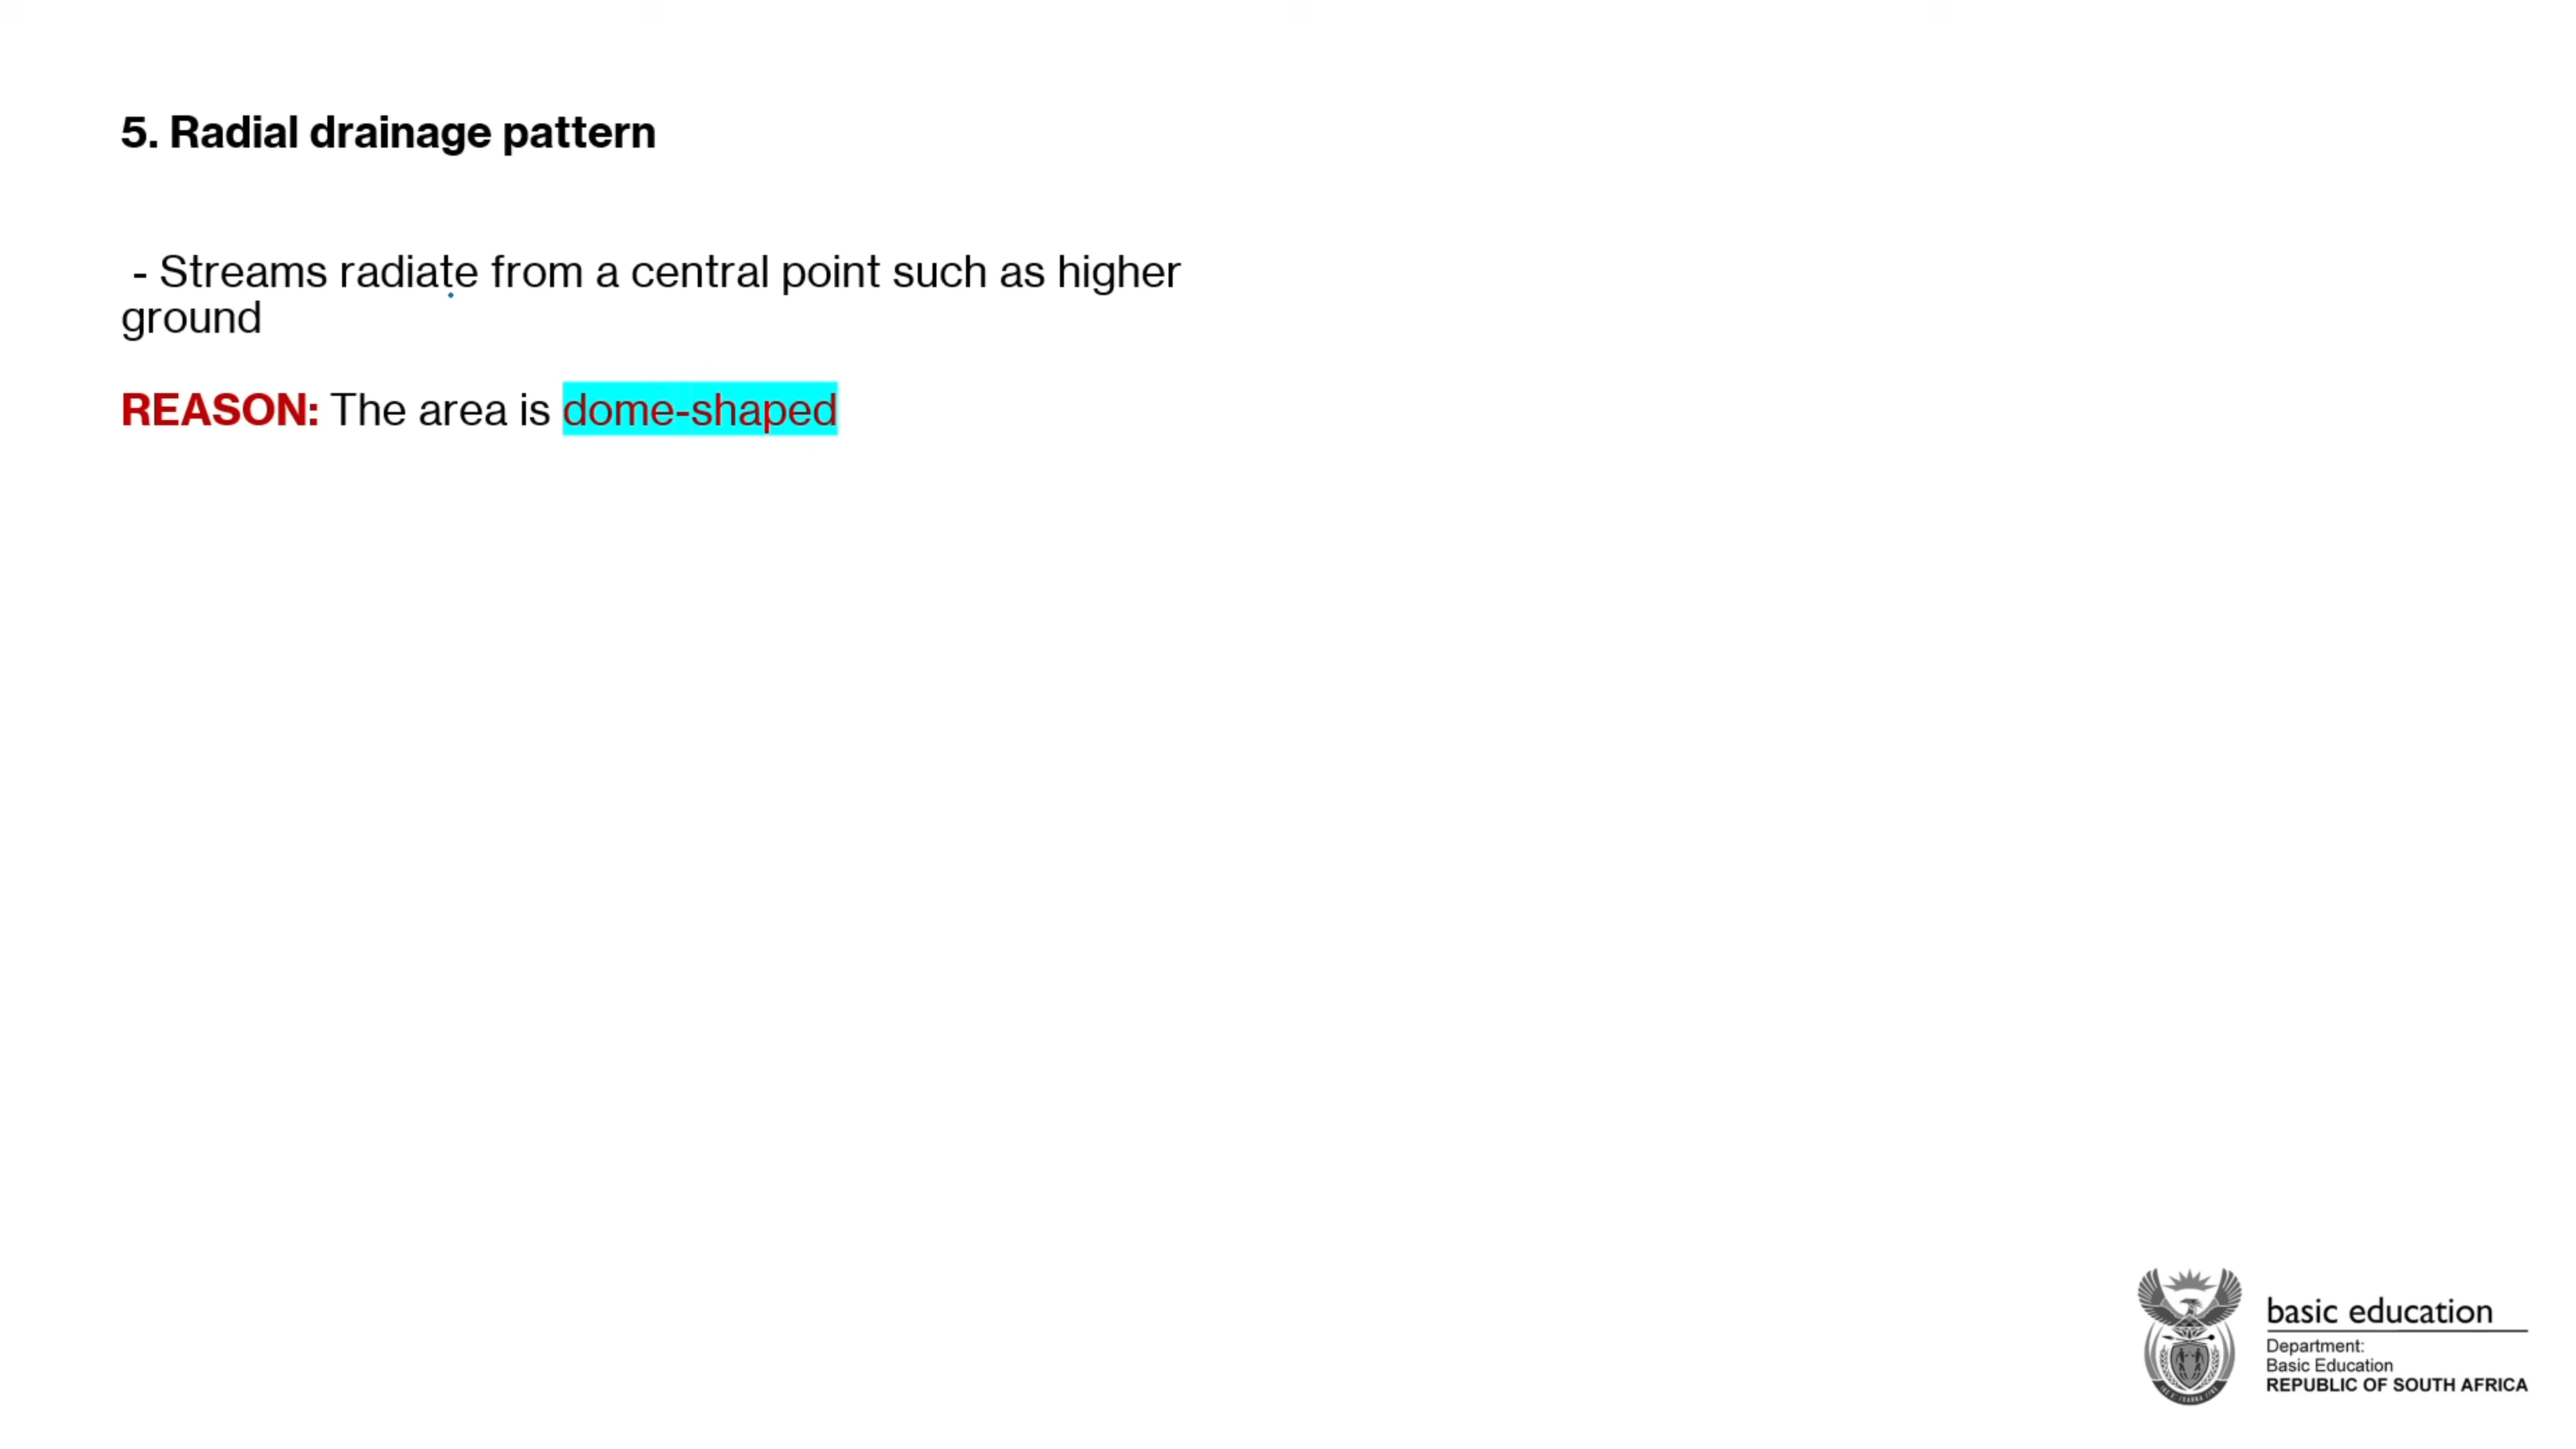 5. Radial drainage pattern
- Streams radiate from a central point such as higher
ground
REASON: The area is dome-shaped
basic education
Department:
Basic Education
REPUBLIC OF SOUTH AFRICA